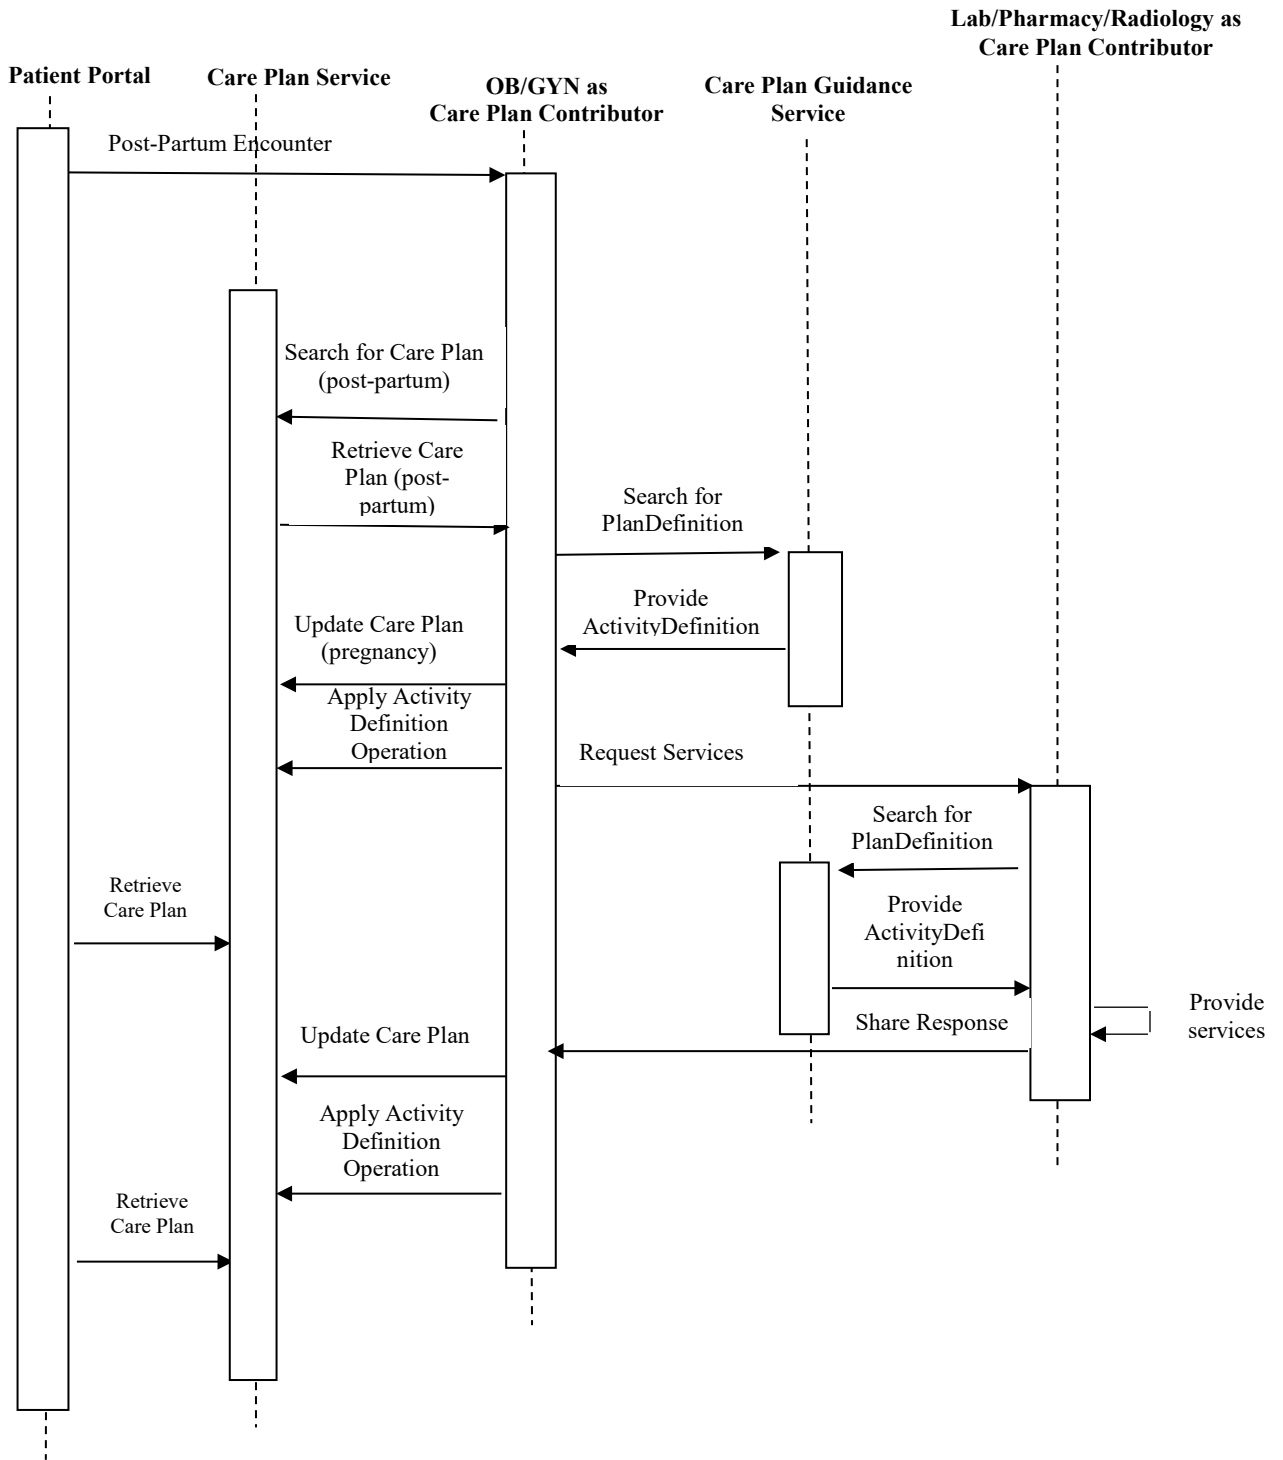 Lab/Pharmacy/Radiology as
Care Plan Contributor
Patient Portal
Care Plan Service
OB/GYN as
Care Plan Contributor
Care Plan Guidance
Service
Post-Partum Encounter
Search for Care Plan
(post-partum)
Retrieve Care
Plan (post-
partum)
Search for
PlanDefinition
Provide
ActivityDefinition
Update Care Plan
(pregnancy)
Apply Activity
Definition
Operation
Request Services
Search for
PlanDefinition
Retrieve
Care Plan
Provide
ActivityDefi
nition
Provide
services
Share Response
Update Care Plan
Apply Activity
Definition
Operation
Retrieve
Care Plan